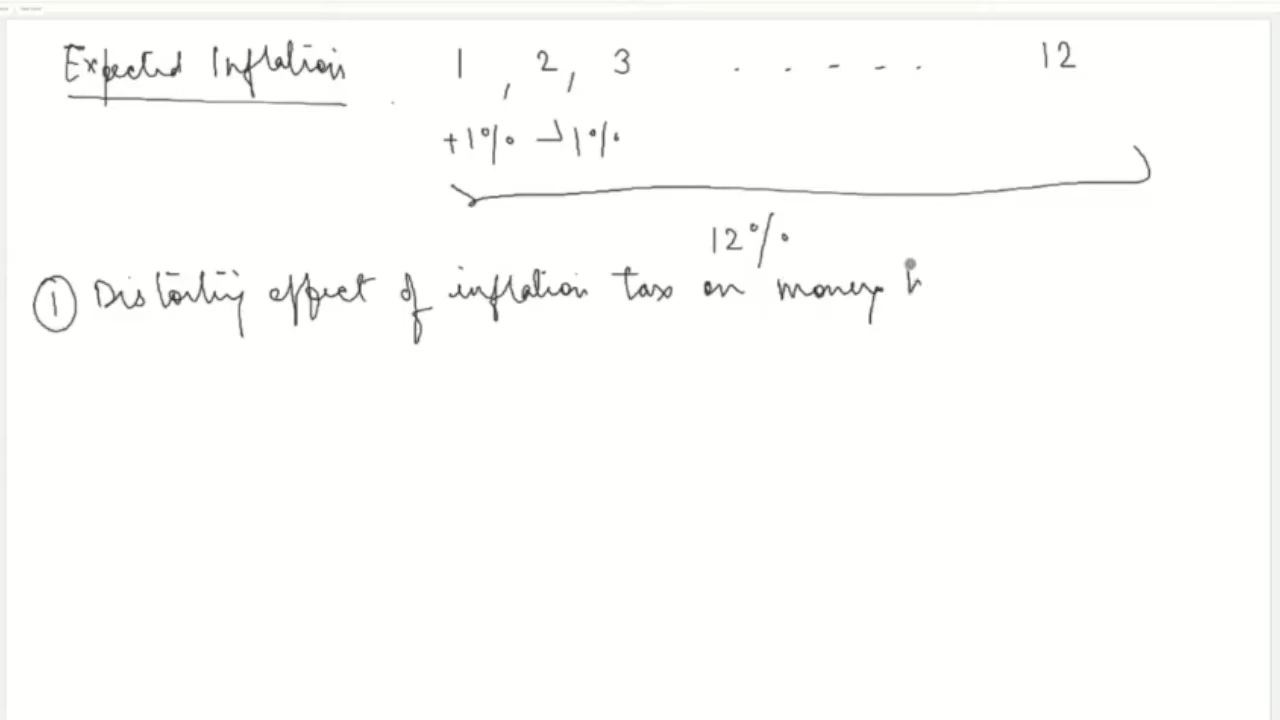 Expected Inflation 1, 2, 3 . . - - . 12
+1% → 1%
12%
① Distorting effect of inflation tax on money h